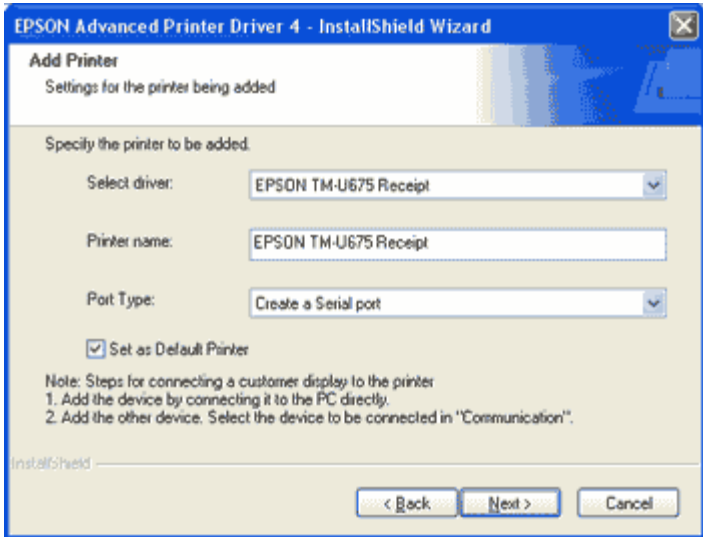 EPSON Advanced Printer Driver 4 - InstallShield Wizard
Add Printer
Settings for the printer being added
Specify the printer to be added.
Select driver: EPSON TM-U675 Receipt
Printer name: EPSON TM-U675 Receipt
Port Type: Create a Serial port
Set as Default Printer
Note: Steps for connecting a customer display to the printer
1. Add the device by connecting it to the PC directly.
2. Add the other device. Select the device to be connected in "Communication".
InstallShield
< Back Next > Cancel